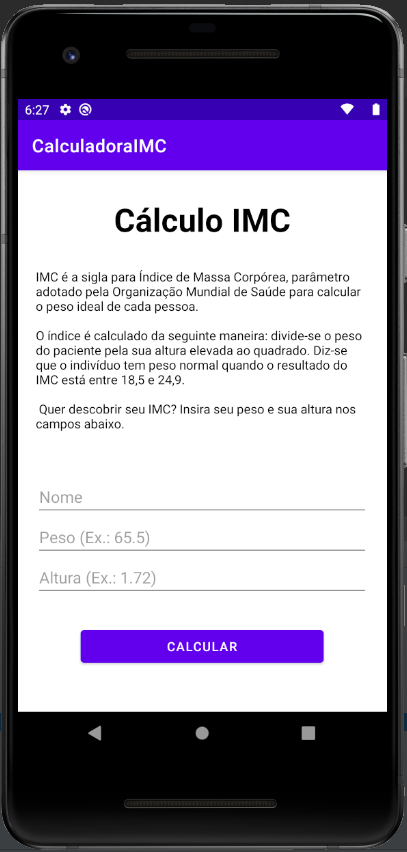 6:27
CalculadoraIMC
Cálculo IMC
IMC é a sigla para Índice de Massa Corpórea, parâmetro
adotado pela Organização Mundial de Saúde para calcular
o peso ideal de cada pessoa.
O índice é calculado da seguinte maneira: divide-se o peso
do paciente pela sua altura elevada ao quadrado. Diz-se
que o indivíduo tem peso normal quando o resultado do
IMC está entre 18,5 e 24,9.
Quer descobrir seu IMC? Insira seu peso e sua altura nos
campos abaixo.
Nome
Peso (Ex.: 65.5)
Altura (Ex.: 1.72)
CALCULAR